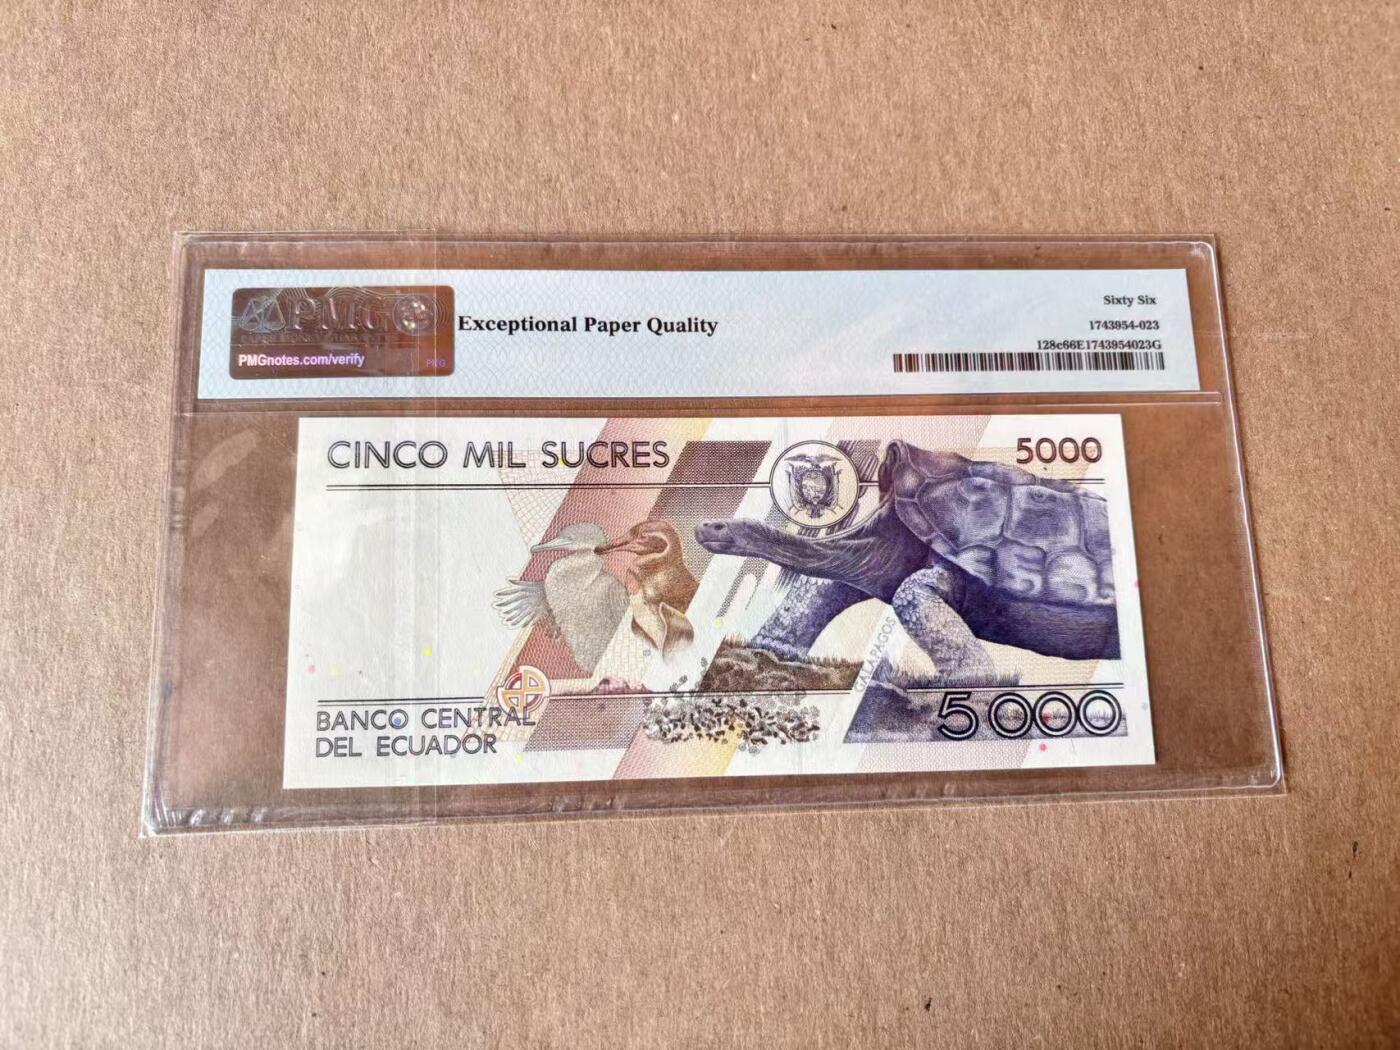 PMG
PMGnotes.com/verify
PMG
Exceptional Paper Quality
Sixty Six
1743954-023
128c66E1743954023G
CINCO MIL SUCRES
5000
GALAPAGOS
5000
BANCO CENTRAL
DEL ECUADOR